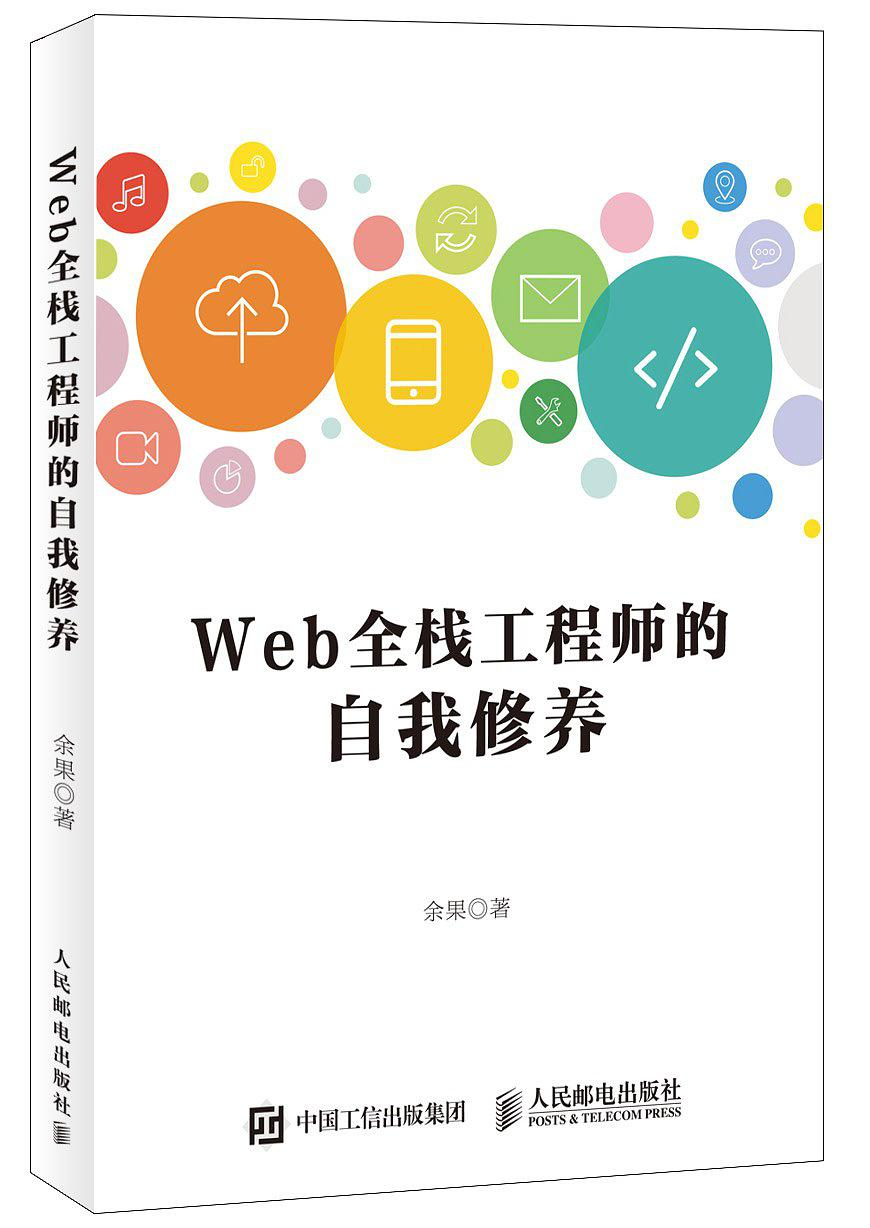 Web全栈工程师的自我修养
余果◎著
人民邮电出版社
Web全栈工程师的
自我修养
余果◎著
中国工信出版集团
人民邮电出版社
POSTS & TELECOM PRESS